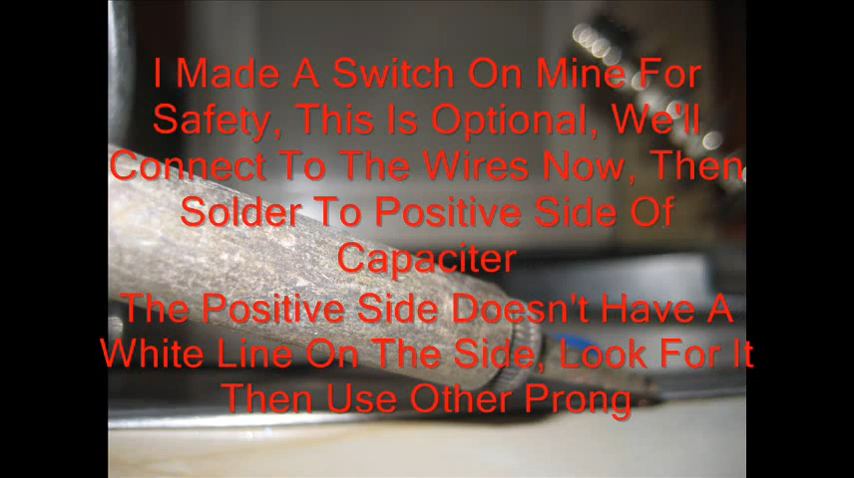 I Made A Switch On Mine For
Safety, This Is Optional, We'll
Connect To The Wires Now, Then
Solder To Positive Side Of
Capaciter
The Positive Side Doesn't Have A
White Line On The Side, Look For It
Then Use Other Prong